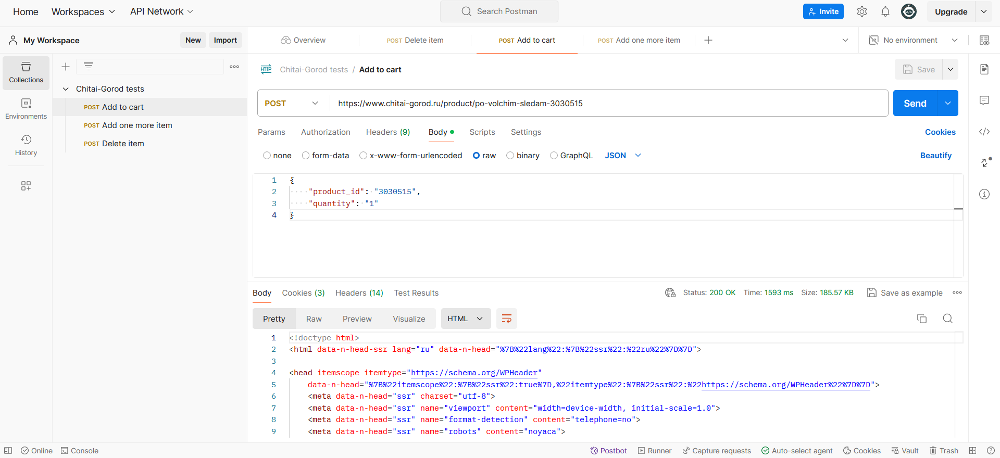 Home Workspaces API Network Search Postman Invite Upgrade
My Workspace New Import Overview POST Delete item POST Add to cart POST Add one more item No environment
Collections
Environments
History
Chitai-Gorod tests
POST Add to cart
POST Add one more item
POST Delete item
HTTP Chitai-Gorod tests / Add to cart Save
POST https://www.chitai-gorod.ru/product/po-volchim-sledam-3030515 Send
Params Authorization Headers (9) Body Scripts Settings Cookies
none form-data x-www-form-urlencoded raw binary GraphQL JSON Beautify
1 {
2 "product_id": "3030515",
3 "quantity": "1"
4 }
Body Cookies (3) Headers (14) Test Results Status: 200 OK Time: 1593 ms Size: 185.57 KB Save as example
Pretty Raw Preview Visualize HTML
1 <!doctype html>
2 <html data-n-head-ssr lang="ru" data-n-head="%7B%22lang%22:%7B%22ssr%22:%22ru%22%7D%7D">
3
4 <head itemscope itemtype="https://schema.org/WPHeader"
5 data-n-head="%7B%22itemscope%22:%7B%22ssr%22:true%7D,%22itemtype%22:%7B%22ssr%22:%22https://schema.org/WPHeader%22%7D%7D">
6 <meta data-n-head="ssr" charset="utf-8">
7 <meta data-n-head="ssr" name="viewport" content="width=device-width, initial-scale=1.0">
8 <meta data-n-head="ssr" name="format-detection" content="telephone=no">
9 <meta data-n-head="ssr" name="robots" content="noyaca">
Online Console Postbot Runner Capture requests Auto-select agent Cookies Vault Trash